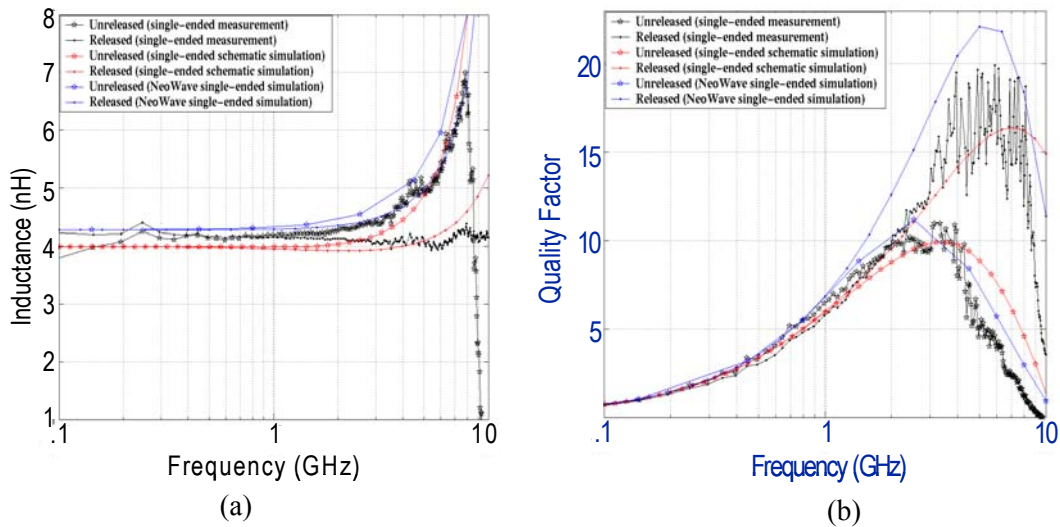 8
7
6
5
4
3
2
1
.1
1
10
Inductance (nH)
Frequency (GHz)
Unreleased (single-ended measurement)
Released (single-ended measurement)
Unreleased (single-ended schematic simulation)
Released (single-ended schematic simulation)
Unreleased (NeoWave single-ended simulation)
Released (NeoWave single-ended simulation)
(a)
20
15
10
5
.1
1
10
Quality Factor
Frequency (GHz)
Unreleased (single-ended measurement)
Released (single-ended measurement)
Unreleased (single-ended schematic simulation)
Released (single-ended schematic simulation)
Unreleased (NeoWave single-ended simulation)
Released (NeoWave single-ended simulation)
(b)